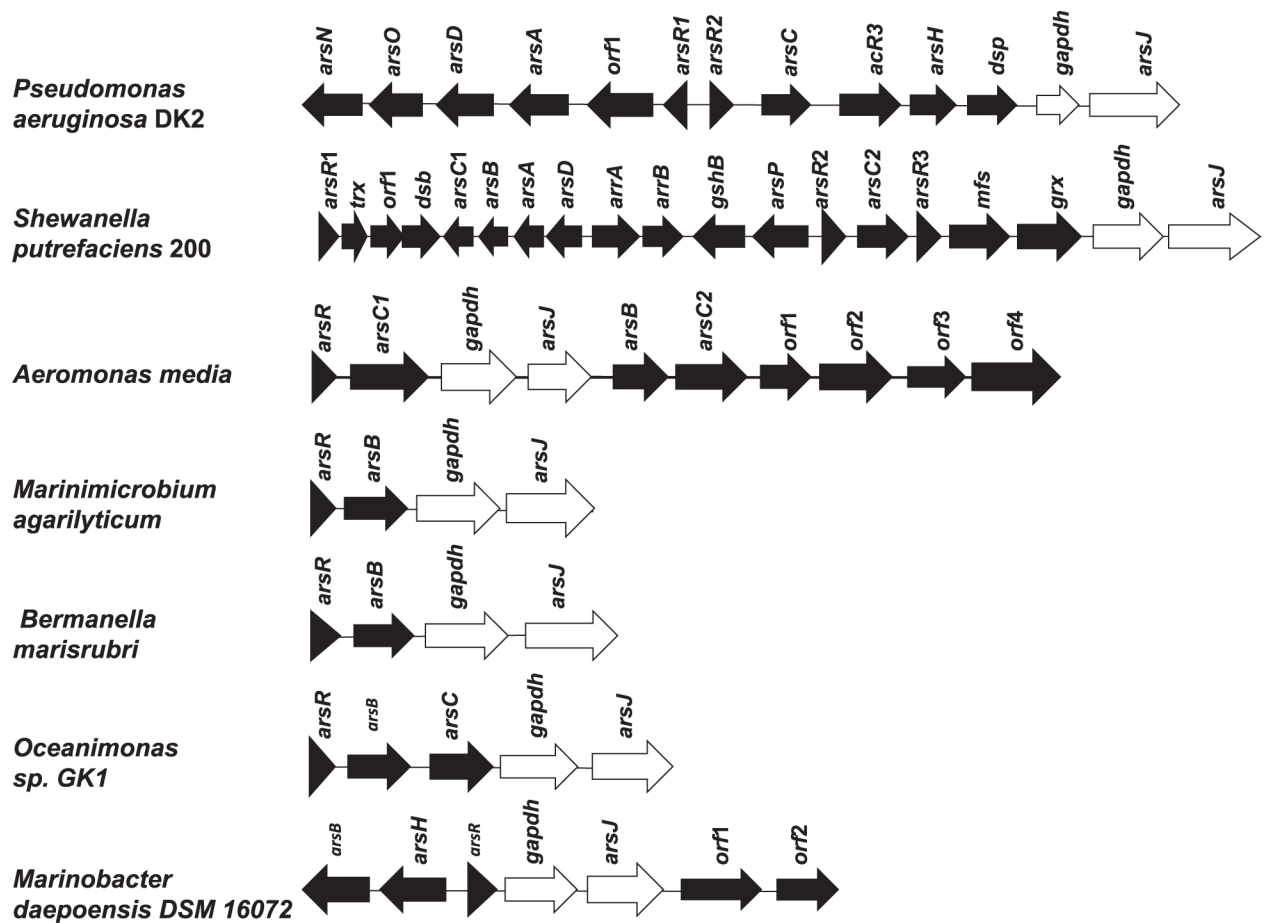 arsN arsO arsD arsA orf1 arsR1 arsR2 arsC acR3 arsH dsp gapdh arsJ
Pseudomonas
aeruginosa DK2
arsR1 trx orf1 dsb arsC1 arsB arsA arsD arrA arrB gshB arsP arsR2 arsC2 arsR3 mfs grx gapdh arsJ
Shewanella
putrefaciens 200
arsR arsC1 gapdh arsJ arsB arsC2 orf1 orf2 orf3 orf4
Aeromonas media
arsR arsB gapdh arsJ
Marinimicrobium
agarilyticum
arsR arsB gapdh arsJ
Bermanella
marisrubri
arsR arsB arsC gapdh arsJ
Oceanimonas
sp. GK1
arsB arsH arsR gapdh arsJ orf1 orf2
Marinobacter
daepoensis DSM 16072